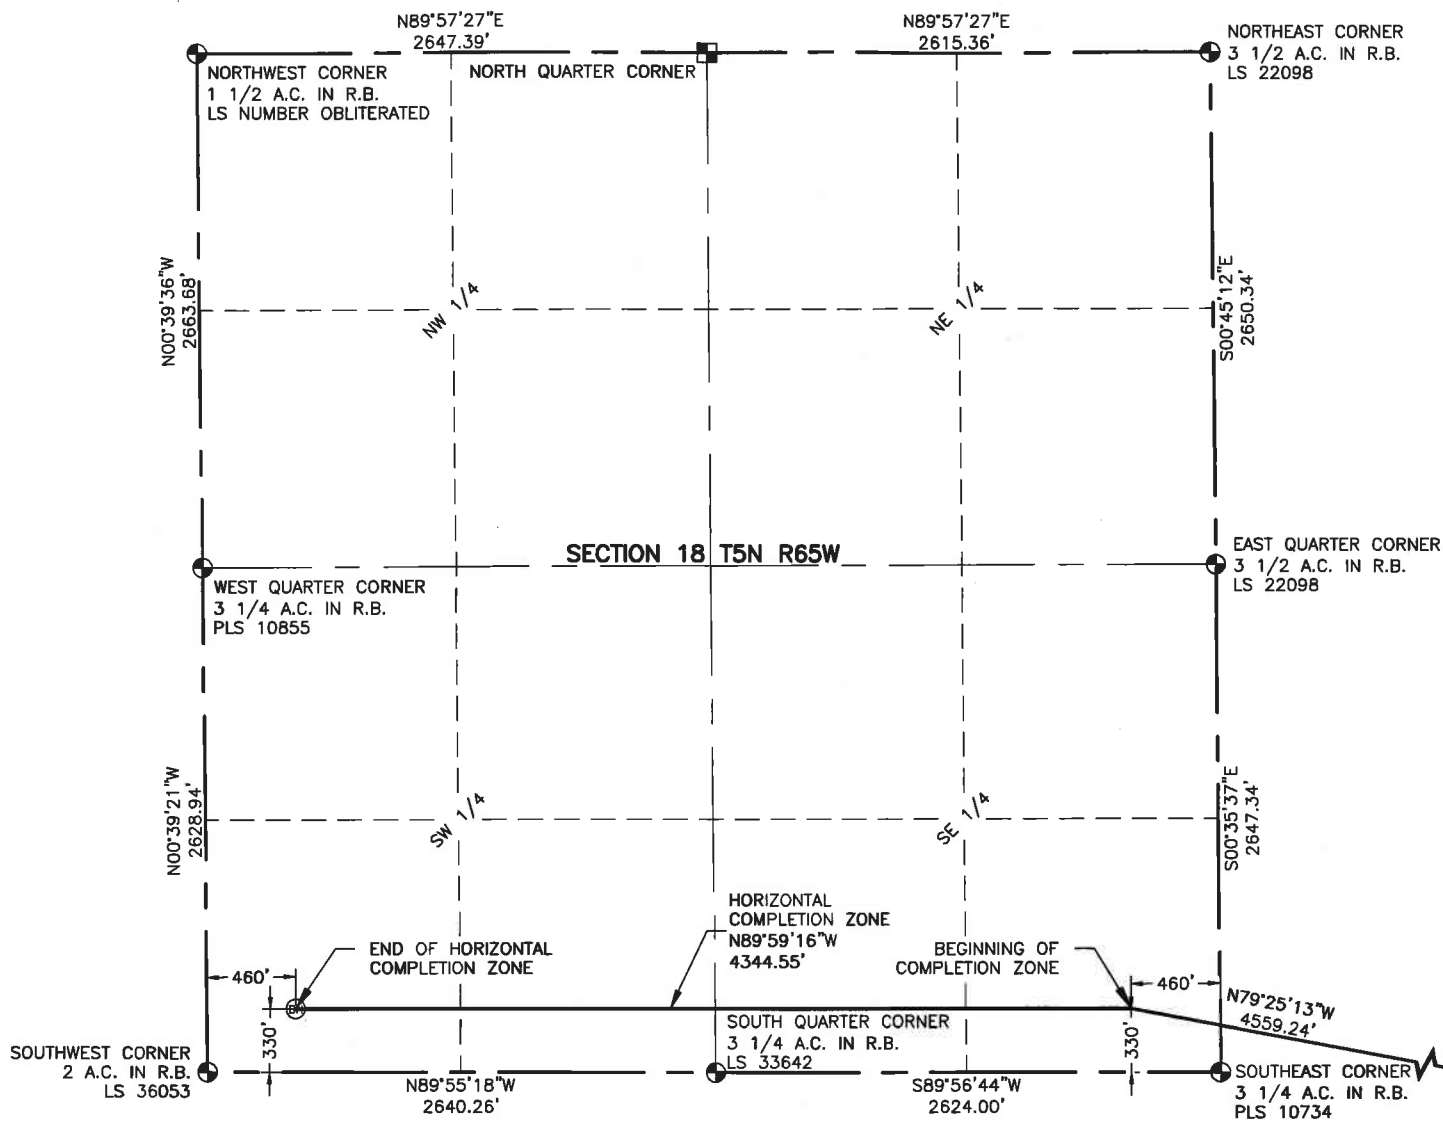 N89°57'27"E
2647.39'
N89°57'27"E
2615.36'
NORTHEAST CORNER
3 1/2 A.C. IN R.B.
LS 22098
NORTHWEST CORNER
1 1/2 A.C. IN R.B.
LS NUMBER OBLITERATED
NORTH QUARTER CORNER
N00°39'36"W
2663.68'
NW 1/4
NE 1/4
S00°45'12"E
2650.34'
SECTION 18 T5N R65W
EAST QUARTER CORNER
3 1/2 A.C. IN R.B.
LS 22098
WEST QUARTER CORNER
3 1/4 A.C. IN R.B.
PLS 10855
N00°39'21"W
2628.94'
SW 1/4
SE 1/4
S00°35'37"E
2647.34'
HORIZONTAL
COMPLETION ZONE
N89°59'16"W
4344.55'
END OF HORIZONTAL
COMPLETION ZONE
BEGINNING OF
COMPLETION ZONE
460'
460'
BH
N79°25'13"W
4559.24'
330'
330'
SOUTH QUARTER CORNER
3 1/4 A.C. IN R.B.
LS 33642
SOUTHWEST CORNER
2 A.C. IN R.B.
LS 36053
N89°55'18"W
2640.26'
S89°56'44"W
2624.00'
SOUTHEAST CORNER
3 1/4 A.C. IN R.B.
PLS 10734